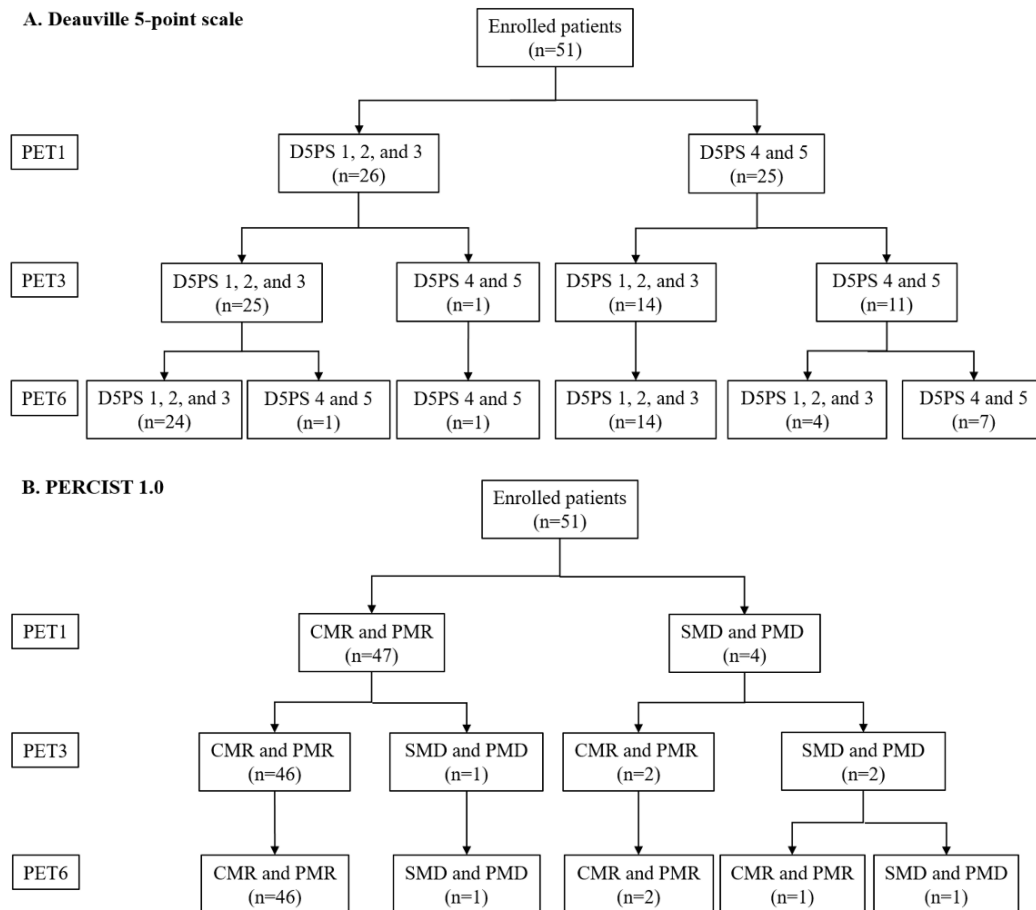 A. Deauville 5-point scale
Enrolled patients
(n=51)
PET1
D5PS 1, 2, and 3
(n=26)
D5PS 4 and 5
(n=25)
PET3
D5PS 1, 2, and 3
(n=25)
D5PS 4 and 5
(n=1)
D5PS 1, 2, and 3
(n=14)
D5PS 4 and 5
(n=11)
PET6
D5PS 1, 2, and 3
(n=24)
D5PS 4 and 5
(n=1)
D5PS 4 and 5
(n=1)
D5PS 1, 2, and 3
(n=14)
D5PS 1, 2, and 3
(n=4)
D5PS 4 and 5
(n=7)
B. PERCIST 1.0
Enrolled patients
(n=51)
PET1
CMR and PMR
(n=47)
SMD and PMD
(n=4)
PET3
CMR and PMR
(n=46)
SMD and PMD
(n=1)
CMR and PMR
(n=2)
SMD and PMD
(n=2)
PET6
CMR and PMR
(n=46)
SMD and PMD
(n=1)
CMR and PMR
(n=2)
CMR and PMR
(n=1)
SMD and PMD
(n=1)